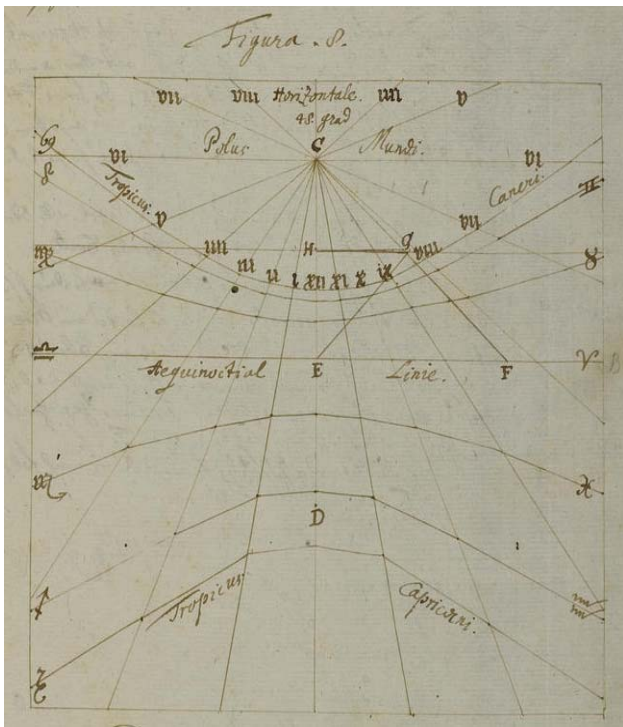 Figura . 8.
VII VIII Horizontale. IIII V
48. grad
♋ Polus C Mundi.
VI VI
♌ Tropicus. Cancri. ♊
V VII
♍ IIII H g VIII ♉
III II I XII XI X IX
♎ E F ♈ B
Aequinoctial Linie.
♏ ♓
D
♐ Tropicus Capricorni. ♒
♑